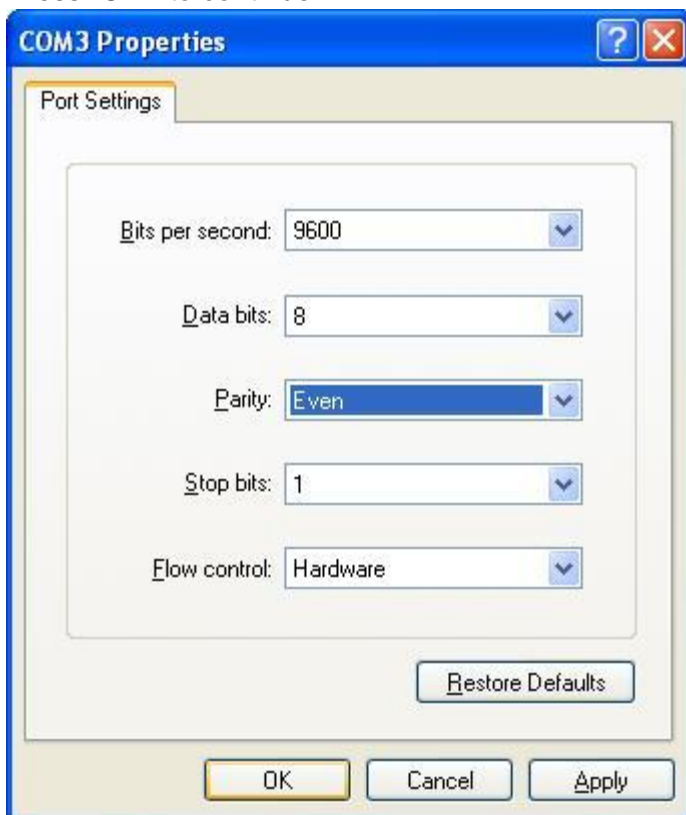 COM3 Properties
Port Settings
Bits per second: 9600
Data bits: 8
Parity: Even
Stop bits: 1
Flow control: Hardware
Restore Defaults
OK Cancel Apply